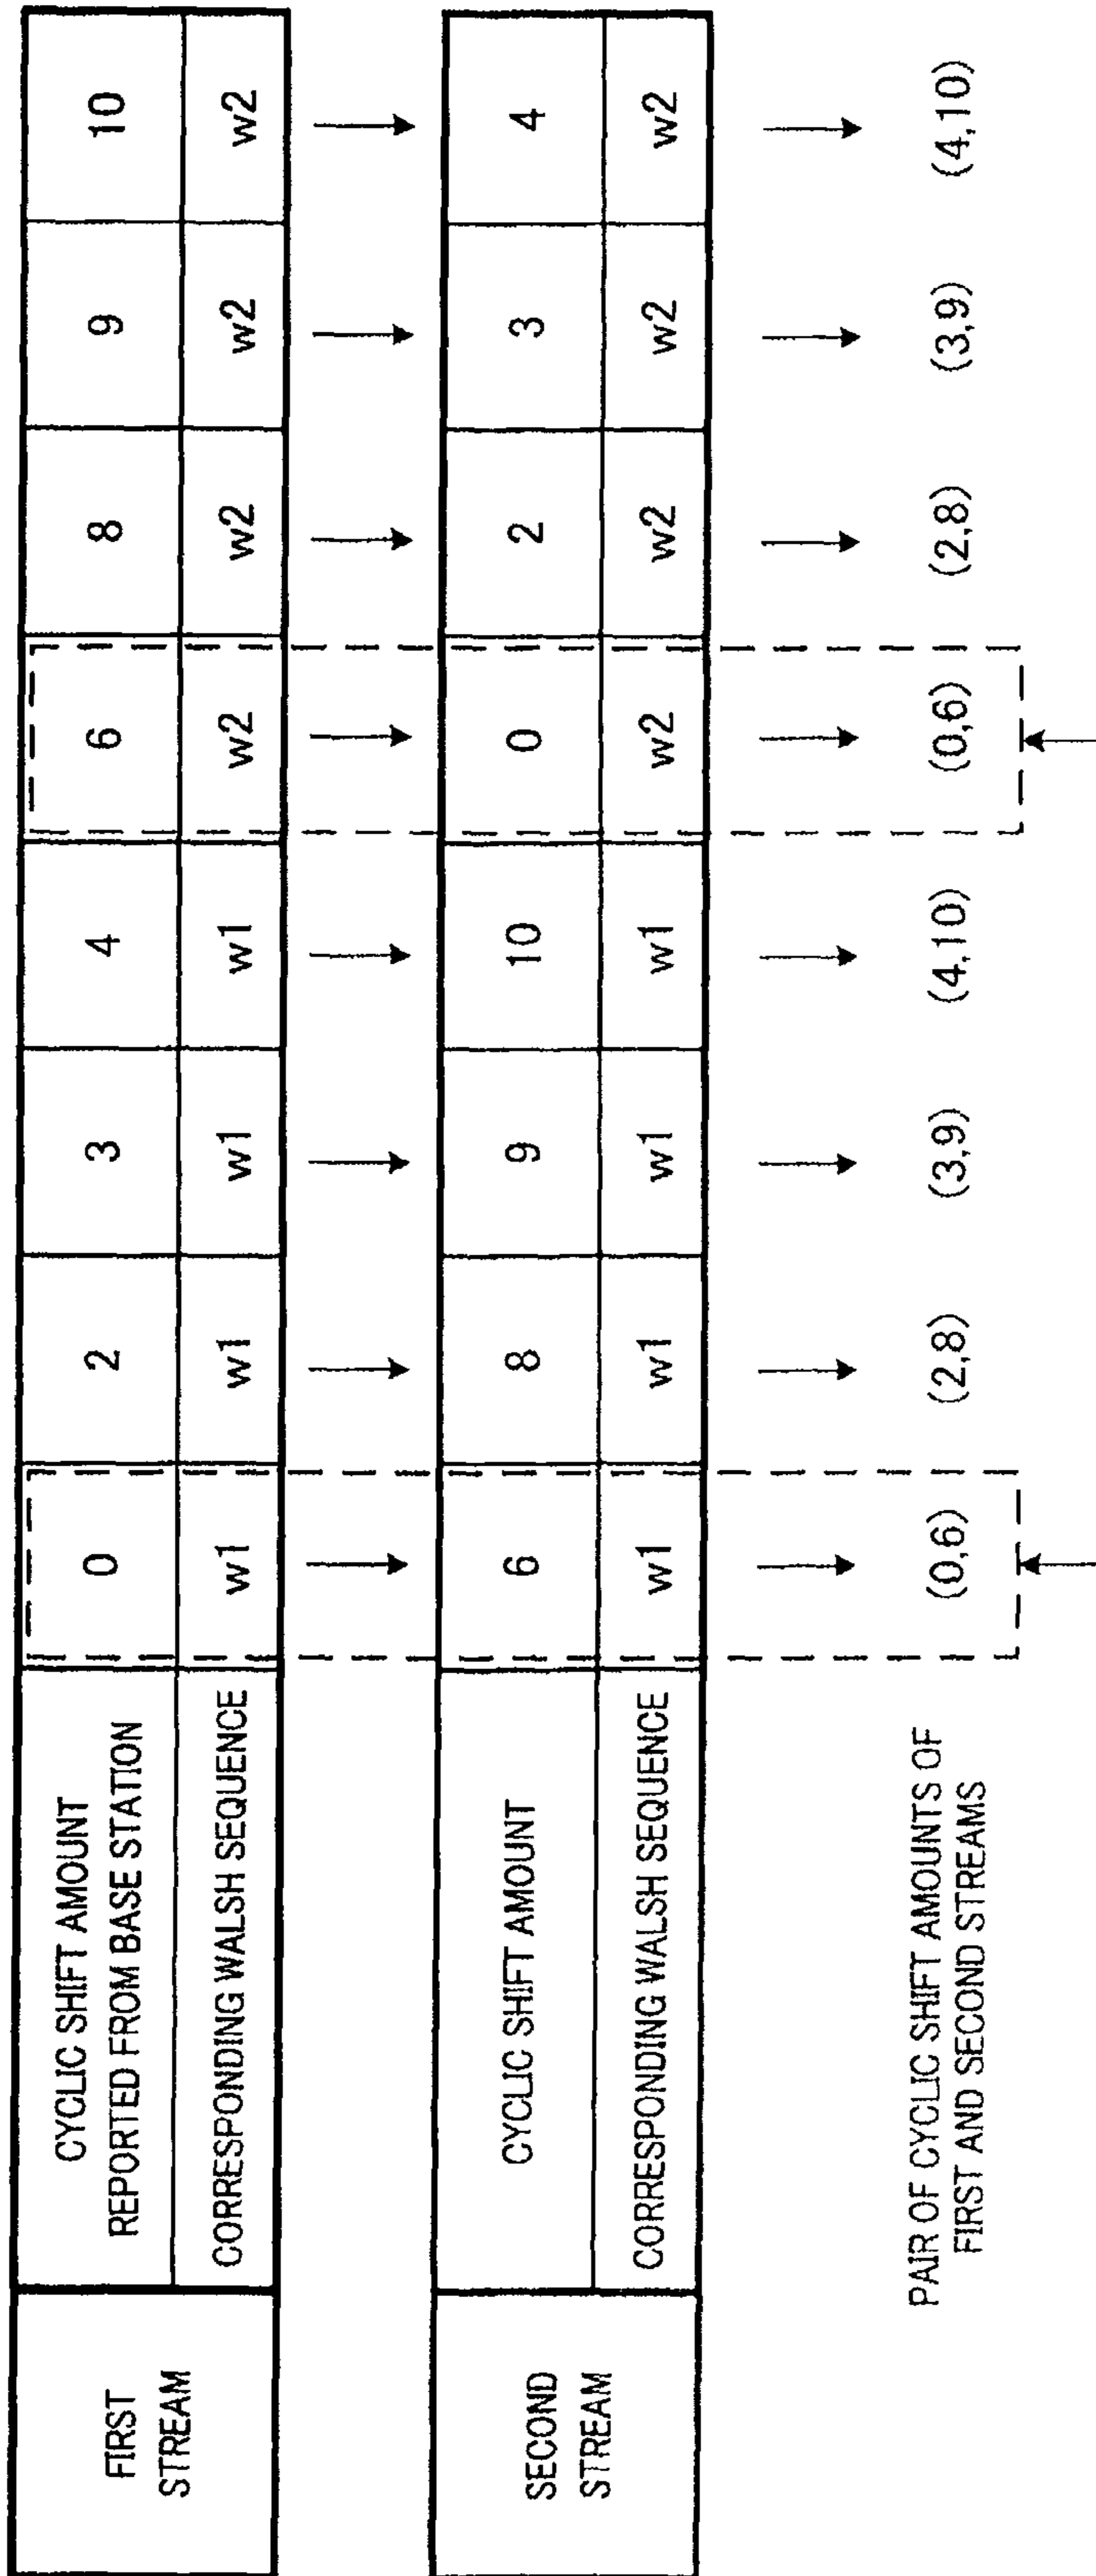 FIRST
STREAM
CYCLIC SHIFT AMOUNT
REPORTED FROM BASE STATION
0 2 3 4 6 8 9 10
CORRESPONDING WALSH SEQUENCE
w1 w1 w1 w1 w2 w2 w2 w2
SECOND
STREAM
CYCLIC SHIFT AMOUNT
6 8 9 10 0 2 3 4
CORRESPONDING WALSH SEQUENCE
w1 w1 w1 w1 w2 w2 w2 w2
PAIR OF CYCLIC SHIFT AMOUNTS OF
FIRST AND SECOND STREAMS
(0,6) (2,8) (3,9) (4,10) (0,6) (2,8) (3,9) (4,10)